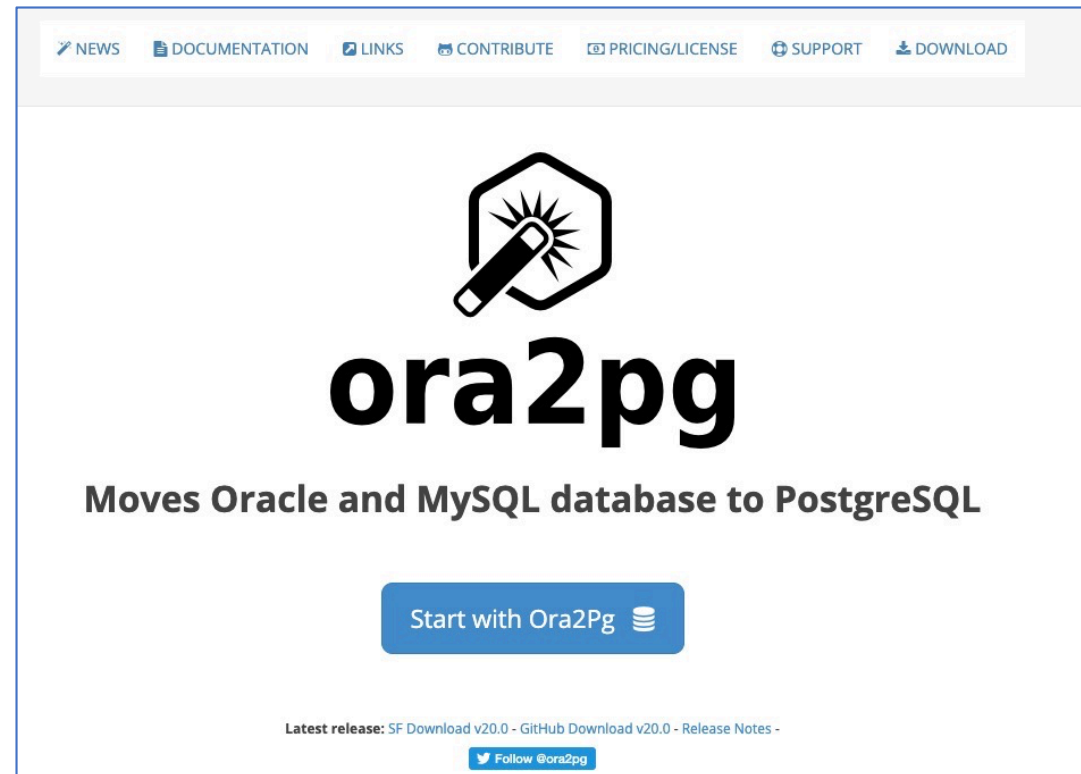 NEWS DOCUMENTATION LINKS CONTRIBUTE PRICING/LICENSE SUPPORT DOWNLOAD
ora2pg
Moves Oracle and MySQL database to PostgreSQL
Start with Ora2Pg
Latest release: SF Download v20.0 - GitHub Download v20.0 - Release Notes -
Follow @ora2pg